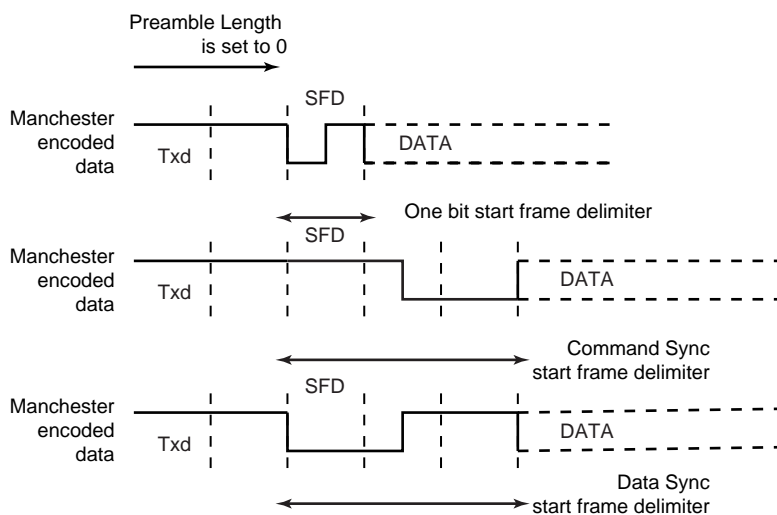 Preamble Length
is set to 0
SFD
Manchester
encoded
data
Txd
DATA
One bit start frame delimiter
SFD
Manchester
encoded
data
Txd
DATA
Command Sync
start frame delimiter
SFD
Manchester
encoded
data
Txd
DATA
Data Sync
start frame delimiter